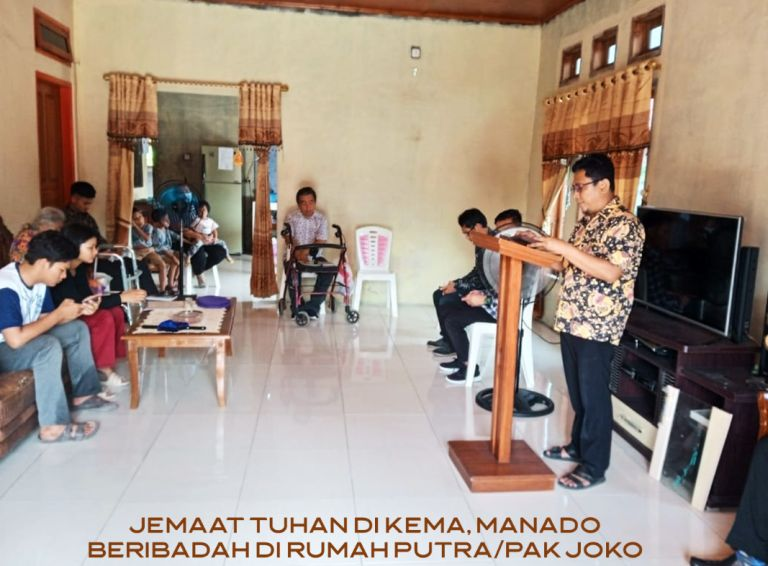 JEMAAT TUHAN DI KEMA, MANADO
BERIBADAH DI RUMAH PUTRA/PAK JOKO